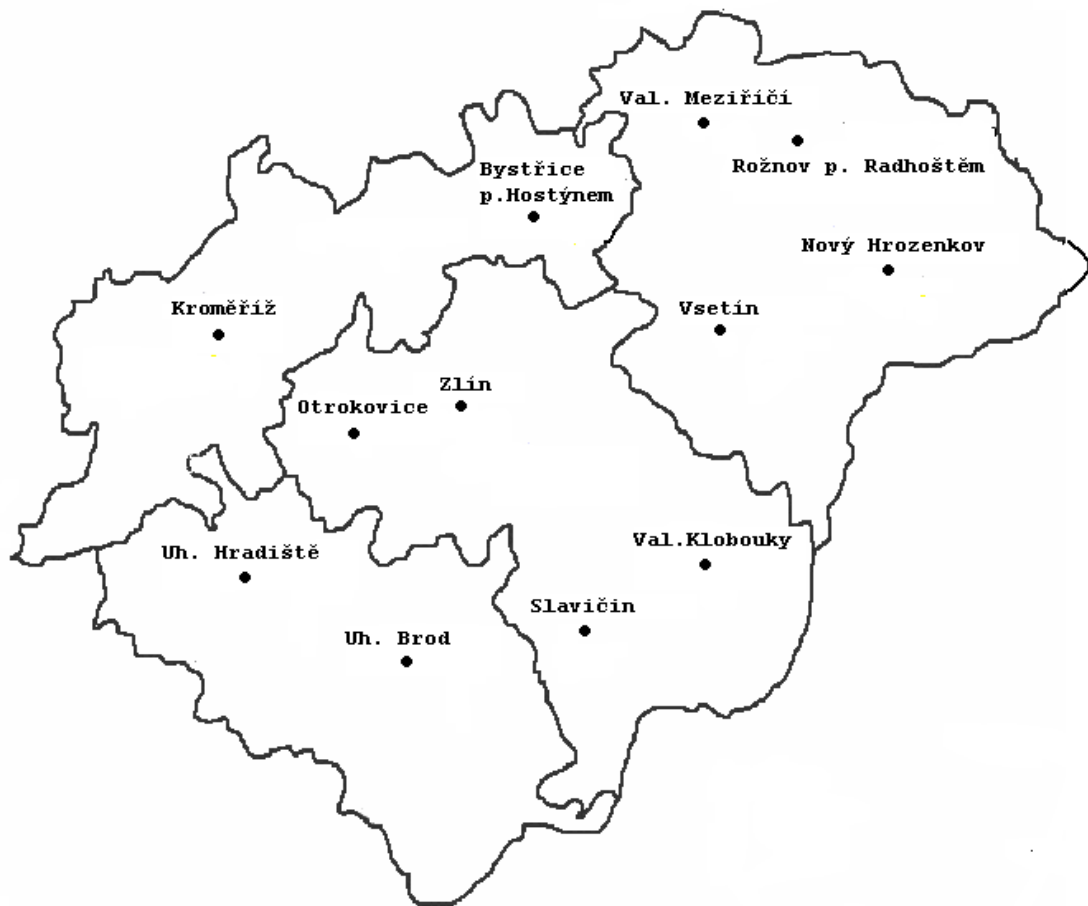 Val. Meziříčí
Rožnov p. Radhoštěm
Bystřice
p.Hostýnem
Nový Hrozenkov
Kroměříž
Vsetín
Zlín
Otrokovice
Val.Klobouky
Uh. Hradiště
Slavičin
Uh. Brod